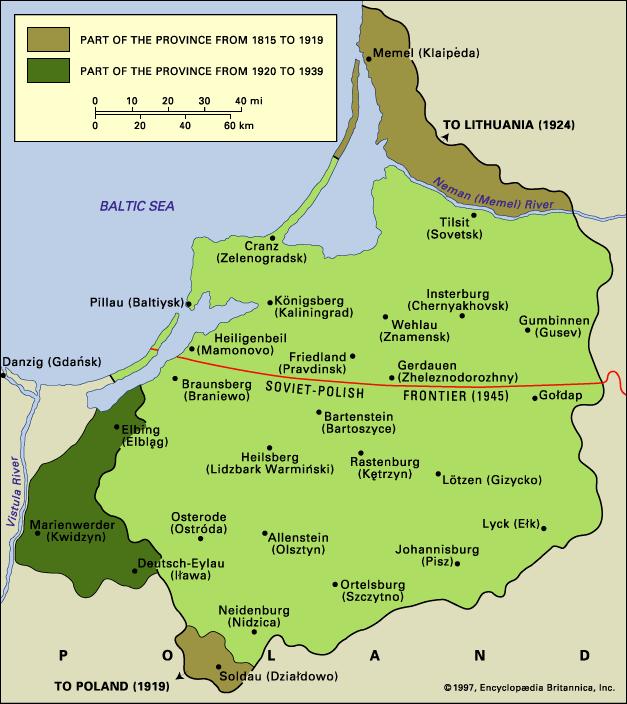 PART OF THE PROVINCE FROM 1815 TO 1919
PART OF THE PROVINCE FROM 1920 TO 1939
0 10 20 30 40 mi
0 20 40 60 km
Memel (Klaipėda)
TO LITHUANIA (1924)
BALTIC SEA
Neman (Memel) River
Tilsit
(Sovetsk)
Cranz
(Zelenogradsk)
Pillau (Baltiysk)
Königsberg
(Kaliningrad)
Insterburg
(Chernyakhovsk)
Wehlau
(Znamensk)
Gumbinnen
(Gusev)
Heiligenbeil
(Mamonovo)
Friedland
(Pravdinsk)
Danzig (Gdańsk)
Gerdauen
(Zheleznodorozhny)
Braunsberg
(Braniewo)
SOVIET-POLISH
FRONTIER (1945)
Gołdap
Bartenstein
(Bartoszyce)
Elbing
(Elbląg)
Heilsberg
(Lidzbark Warmiński)
Rastenburg
(Kętrzyn)
Lötzen (Gizycko)
Vistula River
Marienwerder
(Kwidzyn)
Osterode
(Ostróda)
Allenstein
(Olsztyn)
Lyck (Ełk)
Johannisburg
(Pisz)
Deutsch-Eylau
(Iława)
Ortelsburg
(Szczytno)
Neidenburg
(Nidzica)
P O L A N D
Soldau (Działdowo)
TO POLAND (1919)
©1997, Encyclopædia Britannica, Inc.